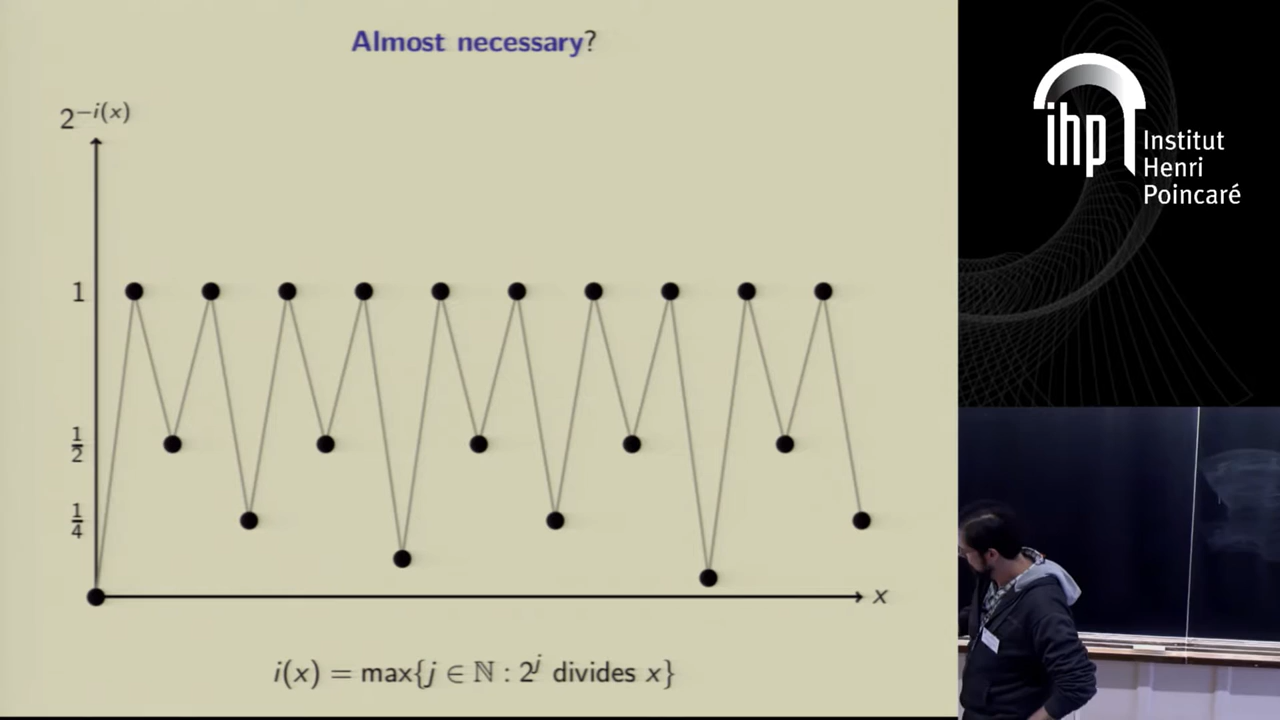 Almost necessary?
2^{-i(x)}
1
1/2
1/4
x
i(x) = max{j ∈ ℕ : 2^j divides x}
ihp
Institut
Henri
Poincaré